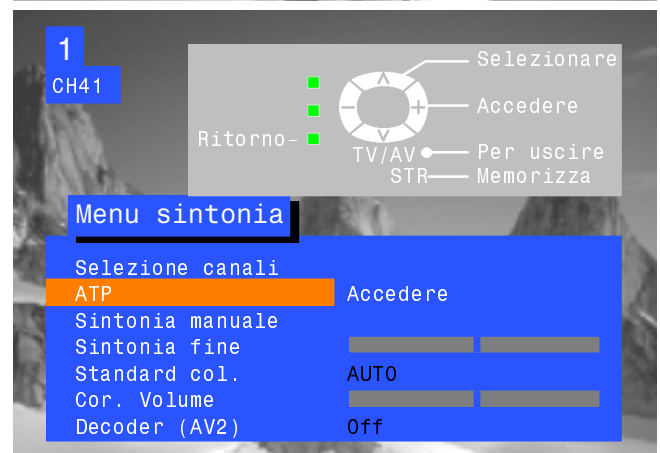 1
CH41
Selezionare
Accedere
Ritorno
TV/AV Per uscire
STR Memorizza
Menu sintonia
Selezione canali
ATP Accedere
Sintonia manuale
Sintonia fine
Standard col. AUTO
Cor. Volume
Decoder (AV2) Off